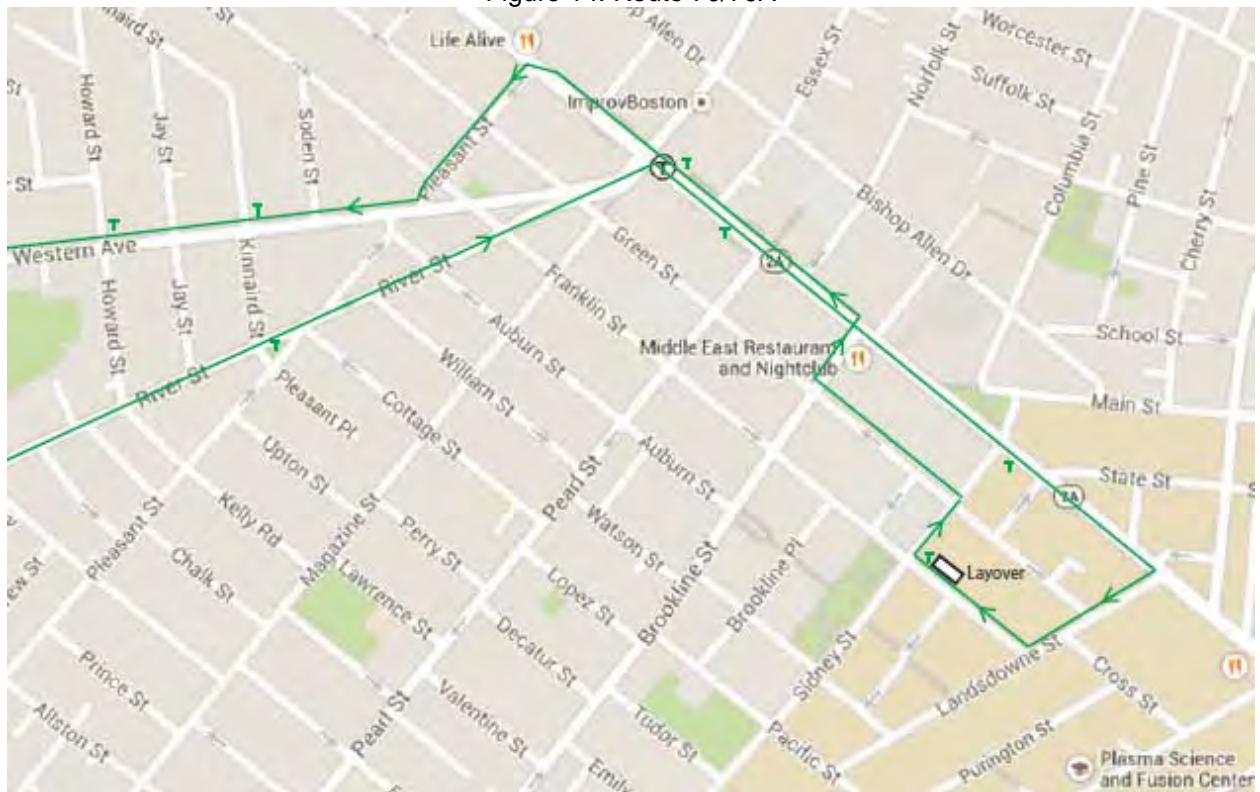 Life Alive
ImprovBoston
Bishop Allen Dr
Essex St
Norfolk St
Worcester St
Suffolk St
Columbia St
Pine St
Cherry St
Howard St
Jay St
Soden St
Pleasant St
Kinnaird St
Western Ave
Howard St
Jay St
Kinnaird St
River St
River St
Green St
Franklin St
Auburn St
William St
Cottage St
Pleasant Pl
Upton St
Kelly Rd
Perry St
Magazine St
Lawrence St
Pleasant St
Chalk St
Prince St
Allston St
Pearl St
Pearl St
Auburn St
Watson St
Lopez St
Decatur St
Valentine St
Tudor St
Brookline St
Brookline Pl
Sidney St
Pacific St
2A
Bishop Allen Dr
Middle East Restaurant
and Nightclub
School St
Main St
State St
2A
Layover
Landsdowne St
Cross St
Purington St
Plasma Science
and Fusion Center